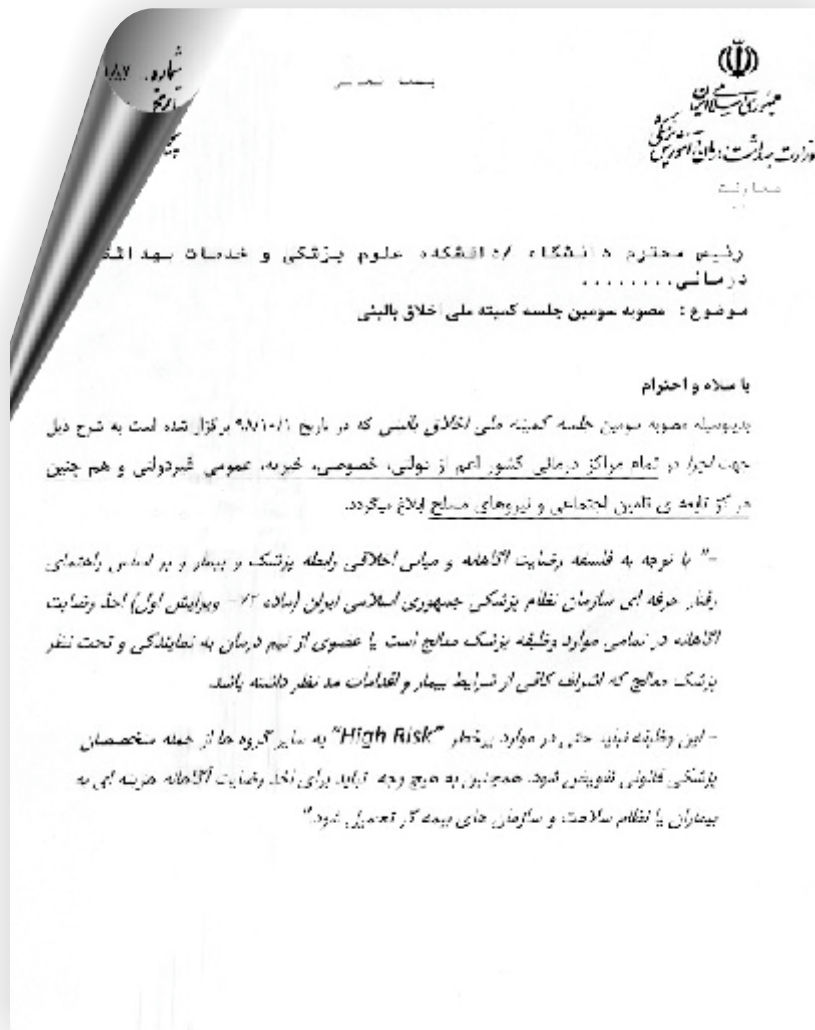 جمهوری اسلامی ایران
وزارت بهداشت، درمان و آموزش پزشکی
معاونت
بسمه تعالی
شماره
تاریخ
رئیس محترم دانشگاه /دانشکده علوم پزشکی و خدمات
درمانی........
موضوع: مصوبه سومین جلسه کمیته ملی اخلاق بالینی
با سلام و احترام
بدینوسیله مصوبه سومین جلسه کمیته ملی اخلاق بالینی که در تاریخ ۹۸/۱۰/۱ برگزار شده است به شرح ذیل
جهت اجرا در تمام مراکز درمانی کشور اعم از دولتی، خصوصی، خیریه، عمومی غیردولتی و هم چنین
مراکز تابعه ی تامین اجتماعی و نیروهای مسلح ابلاغ میگردد.
-" با توجه به فلسفه رضایت آگاهانه و مبانی اخلاقی رابطه پزشک و بیمار و بر اساس راهنمای
رفتار حرفه ای سازمان نظام پزشکی جمهوری اسلامی ایران (ماده ۷۲- ویرایش اول) اخذ رضایت
آگاهانه در تمامی موارد وظیفه پزشک معالج است یا عضوی از تیم درمان به نمایندگی و تحت نظر
پزشک معالج که اشراف کافی از شرایط بیمار و اقدامات مد نظر داشته باشد.
- این وظیفه نباید حتی در موارد پرخطر "High Risk" به سایر گروه ها از جمله متخصصان
پزشکی قانونی تفویض شود. همچنین به هیچ وجه نباید برای اخذ رضایت آگاهانه هزینه ای به
بیماران یا نظام سلامت و سازمان های بیمه گر تحمیل شود."